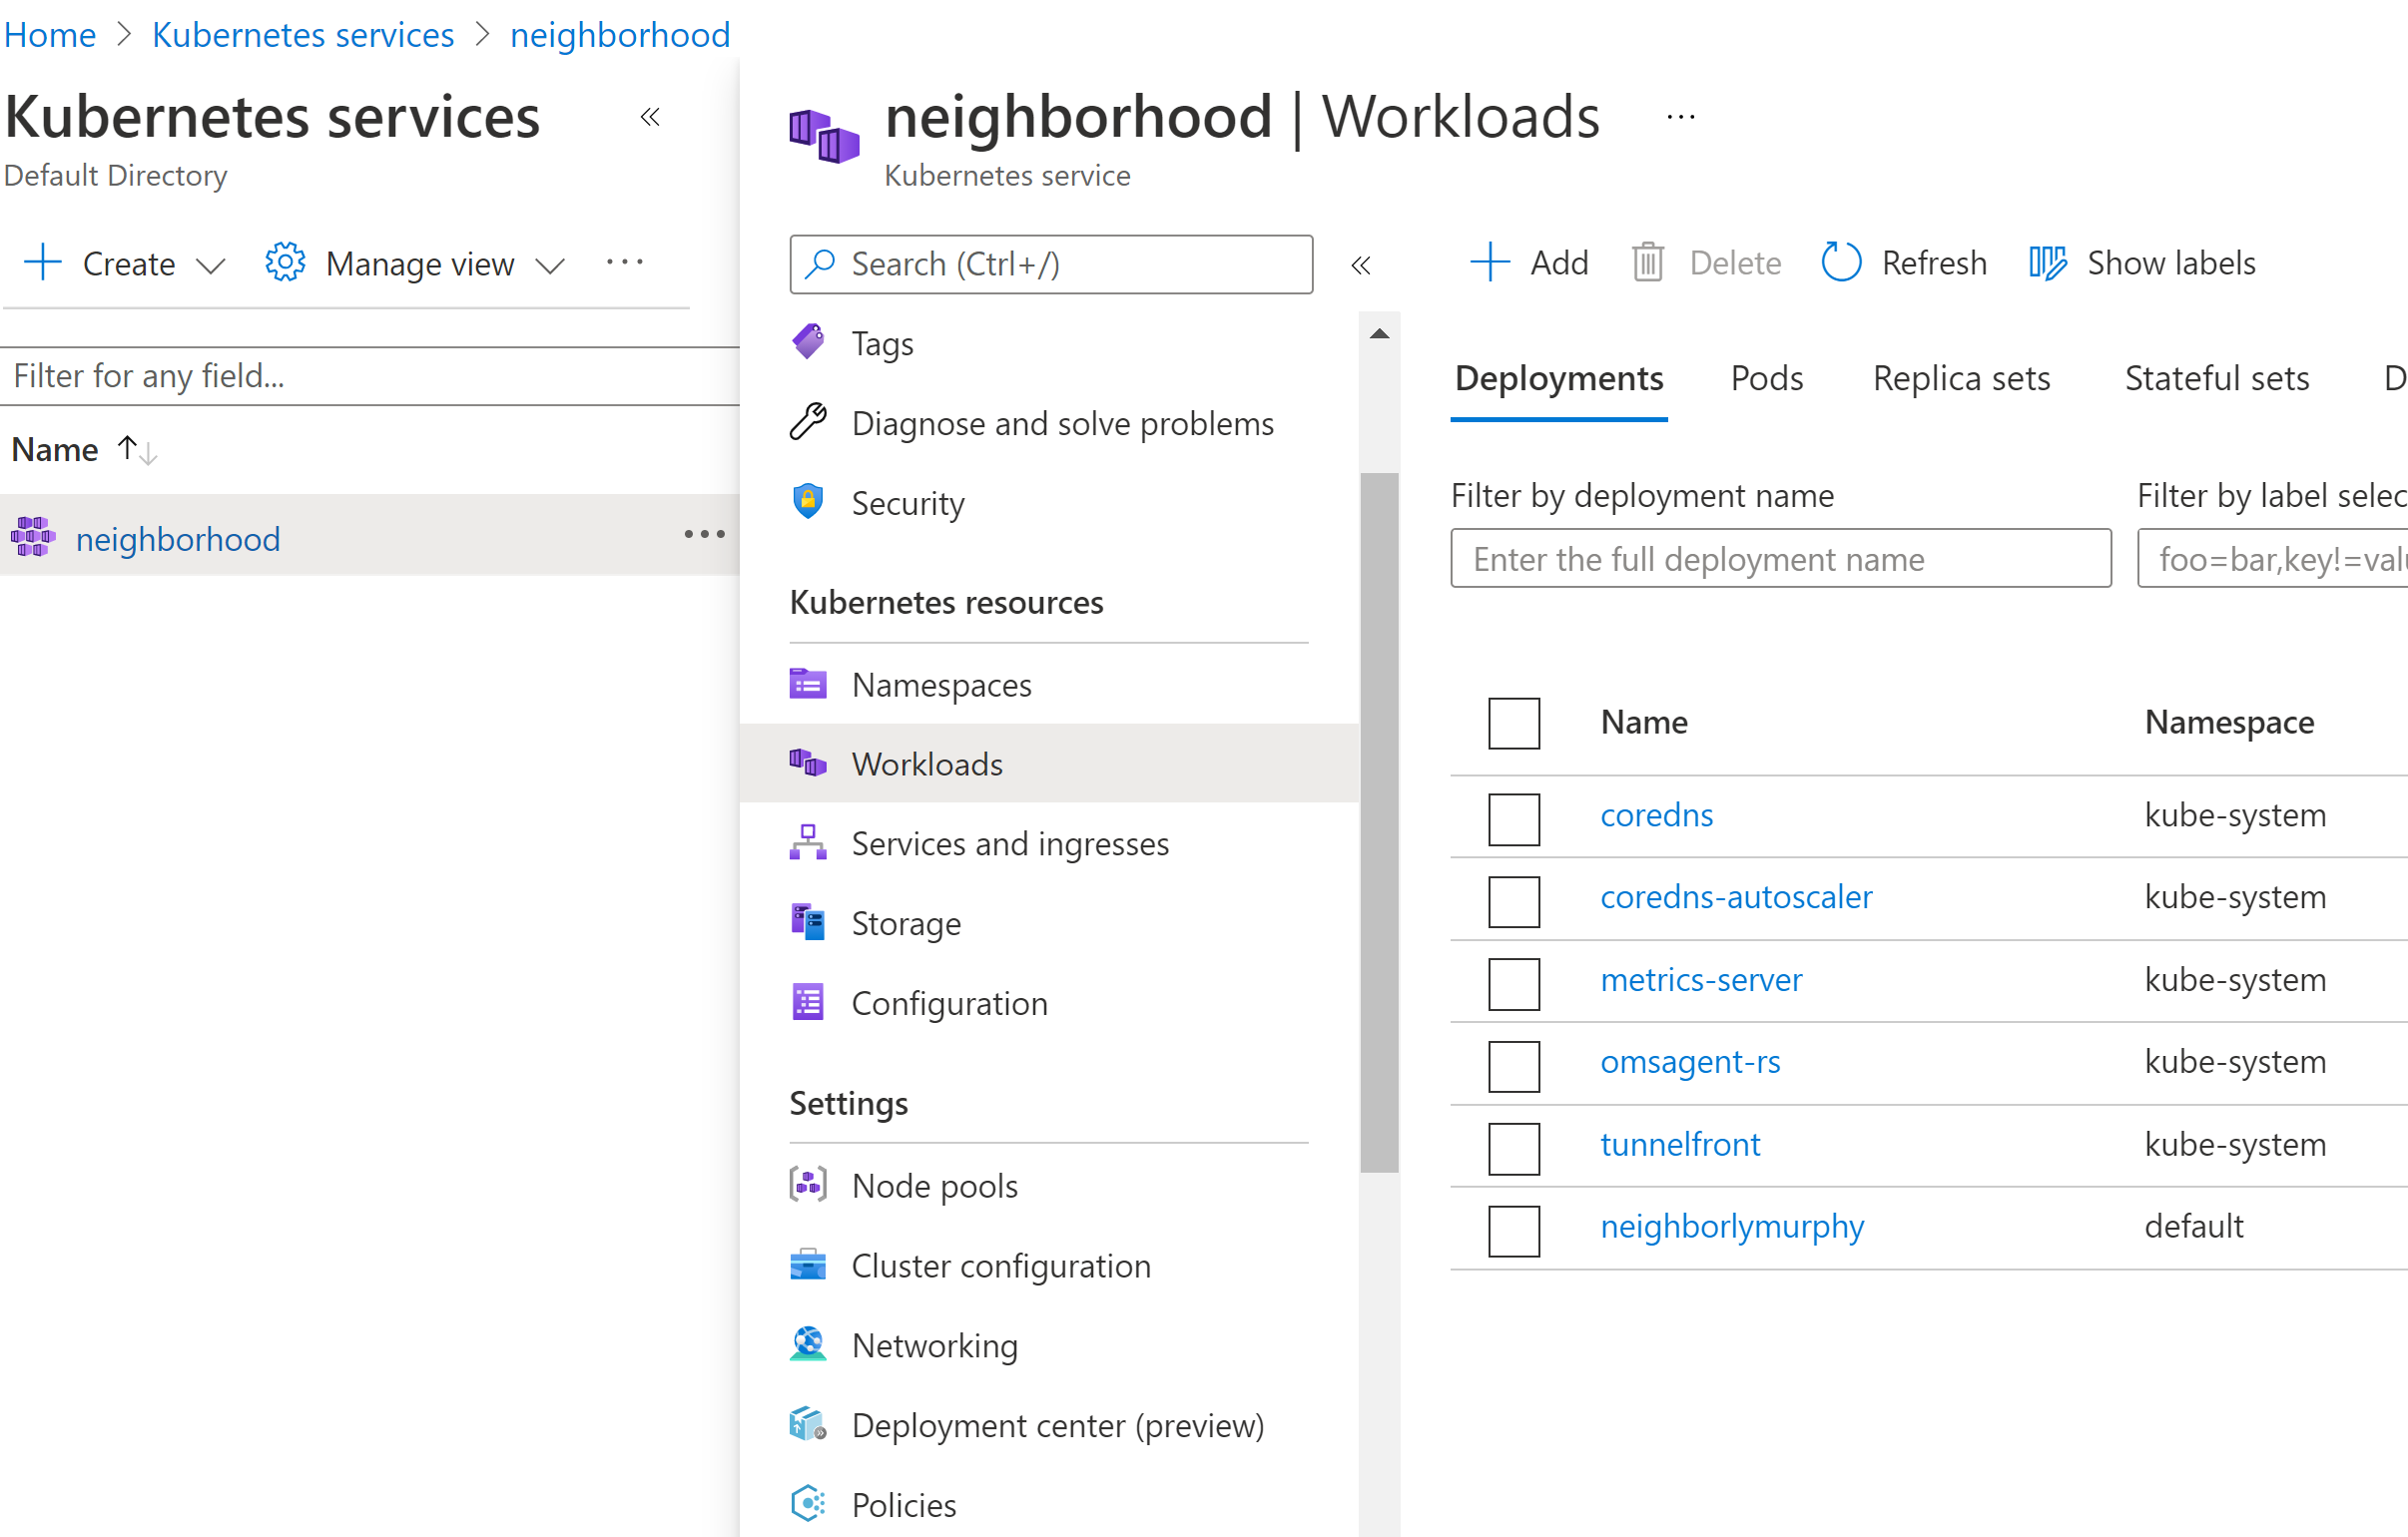 Home > Kubernetes services > neighborhood
Kubernetes services
Default Directory
Create
Manage view
Filter for any field...
Name
neighborhood
neighborhood | Workloads
Kubernetes service
Search (Ctrl+/)
Tags
Diagnose and solve problems
Security
Kubernetes resources
Namespaces
Workloads
Services and ingresses
Storage
Configuration
Settings
Node pools
Cluster configuration
Networking
Deployment center (preview)
Policies
Add Delete Refresh Show labels
Deployments Pods Replica sets Stateful sets
Filter by deployment name
Enter the full deployment name
Filter by label selec
foo=bar,key!=valu
Name Namespace
coredns kube-system
coredns-autoscaler kube-system
metrics-server kube-system
omsagent-rs kube-system
tunnelfront kube-system
neighborlymurphy default